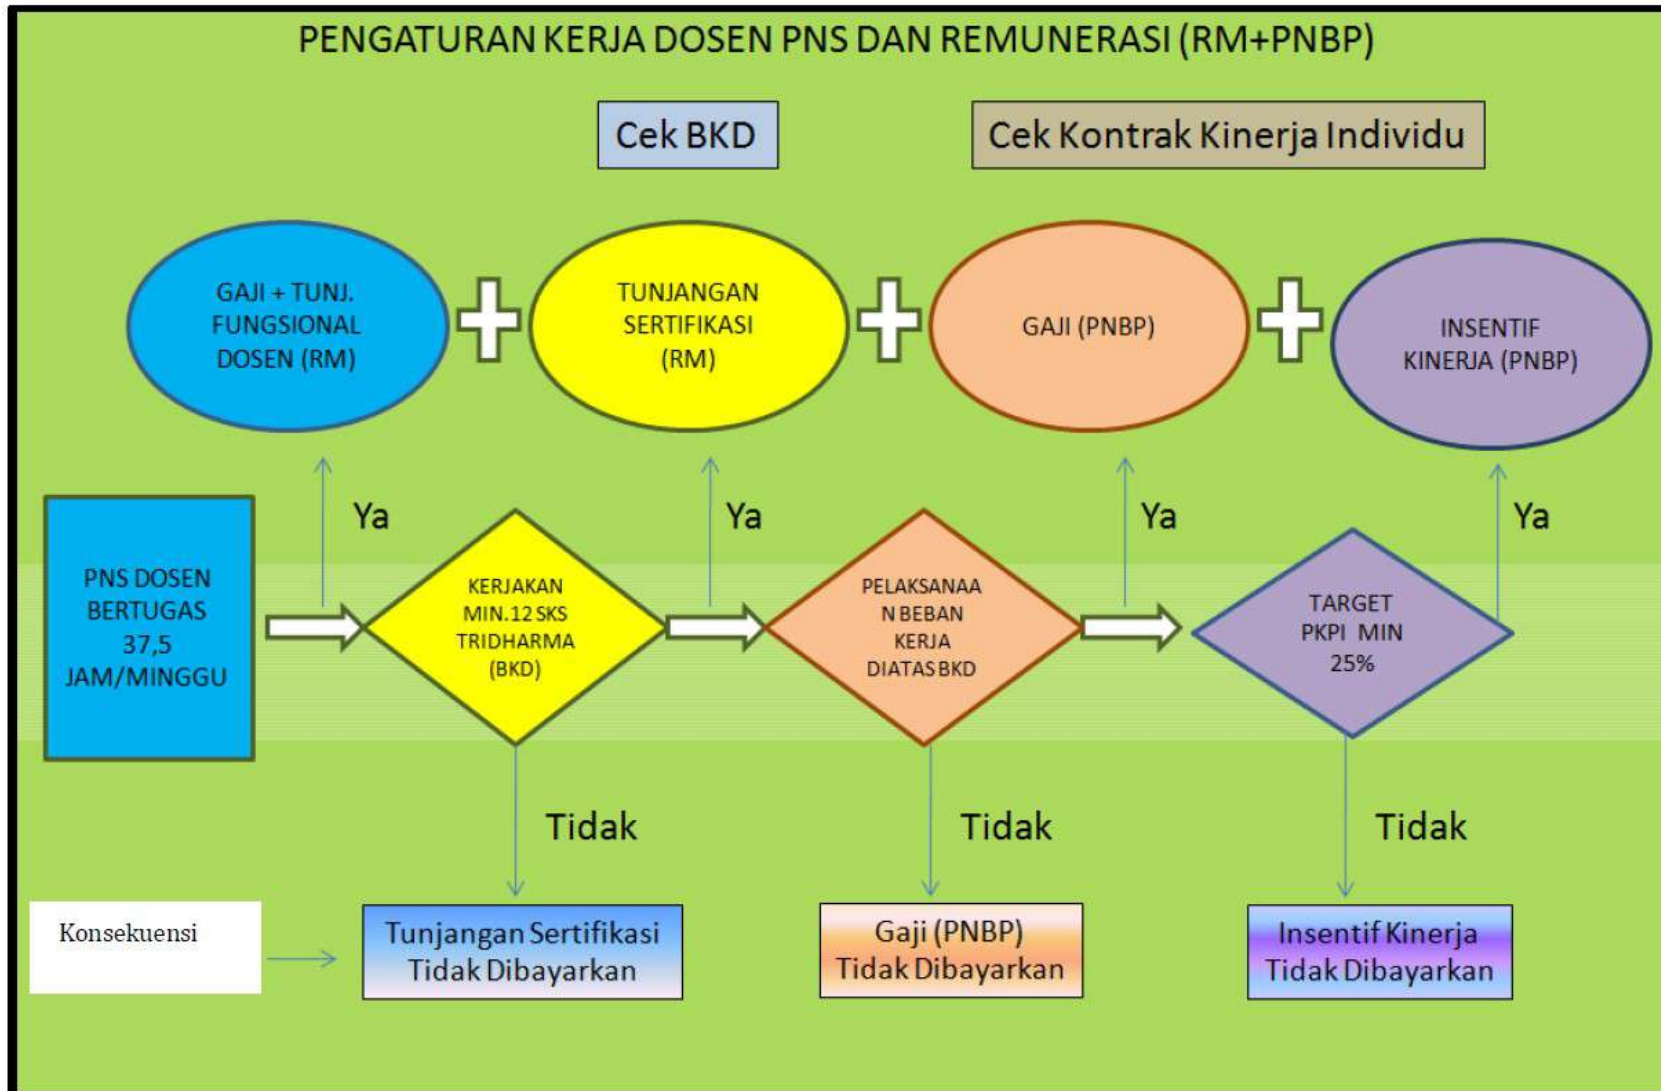 PENGATURAN KERJA DOSEN PNS DAN REMUNERASI (RM+PNBP)
Cek BKD
Cek Kontrak Kinerja Individu
GAJI + TUNJ.
FUNGSIONAL
DOSEN (RM)
TUNJANGAN
SERTIFIKASI
(RM)
GAJI (PNBP)
INSENTIF
KINERJA (PNBP)
Ya
Ya
Ya
Ya
PNS DOSEN
BERTUGAS
37,5
JAM/MINGGU
KERJAKAN
MIN.12 SKS
TRIDHARMA
(BKD)
PELAKSANAA
N BEBAN
KERJA
DIATAS BKD
TARGET
PKPI MIN
25%
Tidak
Tidak
Tidak
Konsekuensi
Tunjangan Sertifikasi
Tidak Dibayarkan
Gaji (PNBP)
Tidak Dibayarkan
Insentif Kinerja
Tidak Dibayarkan